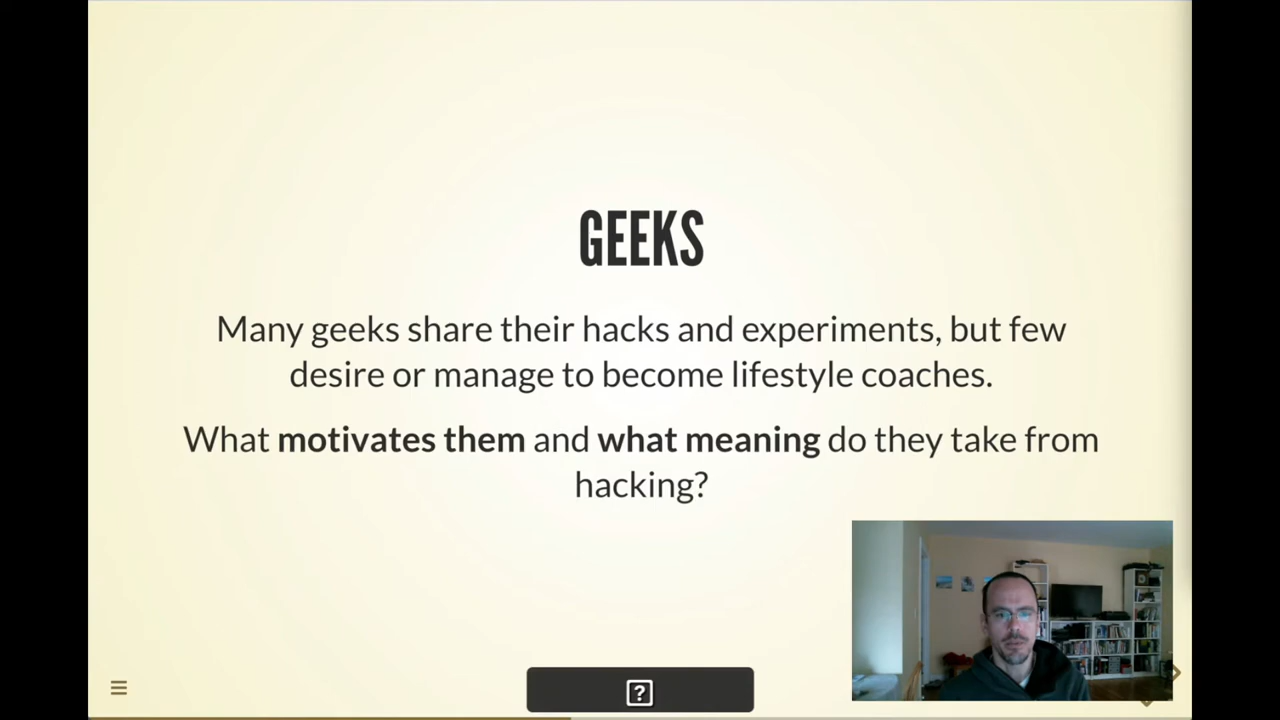 GEEKS
Many geeks share their hacks and experiments, but few
desire or manage to become lifestyle coaches.
What motivates them and what meaning do they take from
hacking?
?